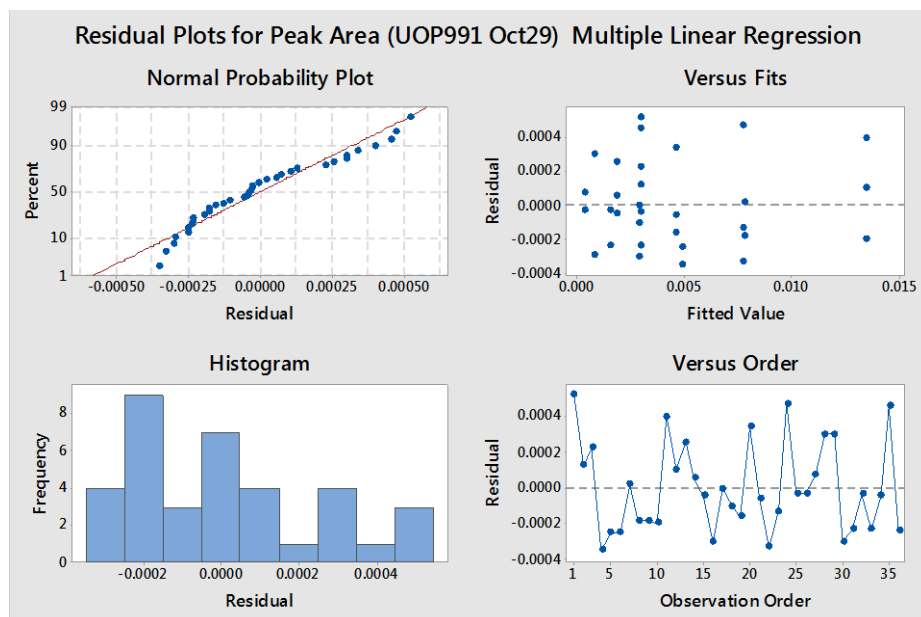 Residual Plots for Peak Area (UOP991 Oct29)  Multiple Linear Regression
Normal Probability Plot
99
90
50
10
1
Percent
-0.00050 -0.00025 0.00000 0.00025 0.00050
Residual
Versus Fits
0.0004
0.0002
0.0000
-0.0002
-0.0004
Residual
0.000 0.005 0.010 0.015
Fitted Value
Histogram
8
6
4
2
0
Frequency
-0.0002 0.0000 0.0002 0.0004
Residual
Versus Order
0.0004
0.0002
0.0000
-0.0002
-0.0004
Residual
1 5 10 15 20 25 30 35
Observation Order